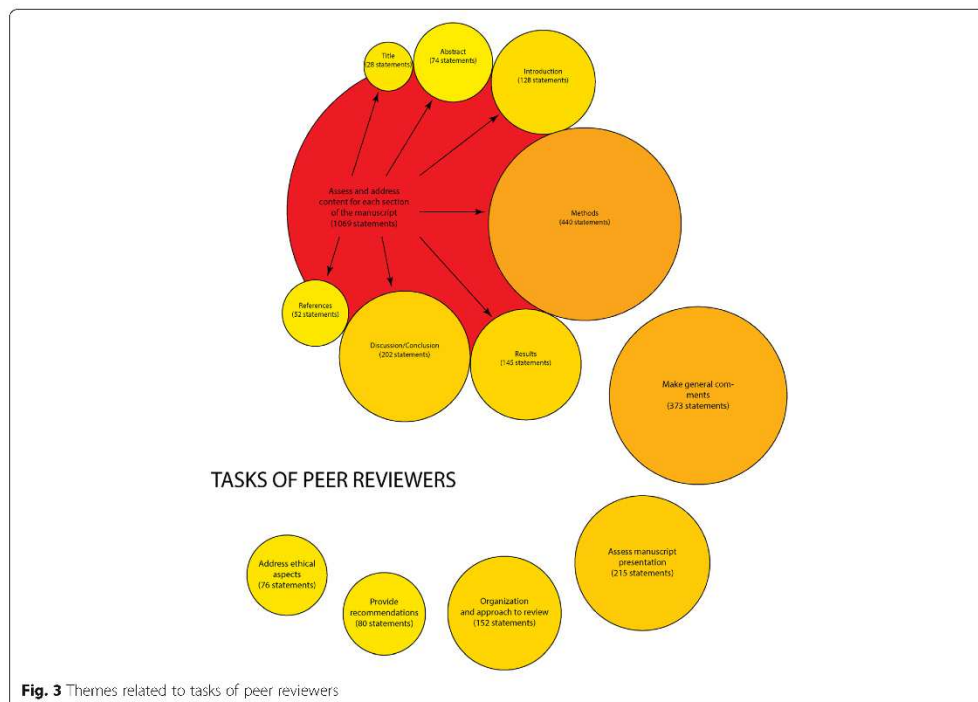 Title
(28 statements)
Abstract
(74 statements)
Introduction
(128 statements)
Assess and address
content for each section
of the manuscript
(1069 statements)
Methods
(440 statements)
References
(52 statements)
Discussion/Conclusion
(202 statements)
Results
(145 statements)
Make general com-
ments
(373 statements)
TASKS OF PEER REVIEWERS
Assess manuscript
presentation
(215 statements)
Address ethical
aspects
(76 statements)
Provide
recommendations
(80 statements)
Organization
and approach to review
(152 statements)
Fig. 3 Themes related to tasks of peer reviewers